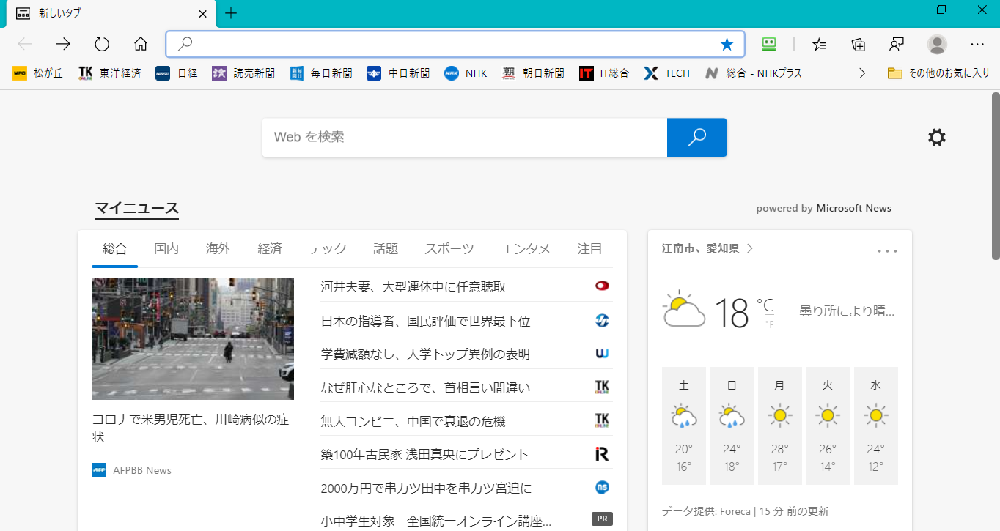 新しいタブ
MPO 松が丘
TK ONLINE 東洋経済
日経
読 読売新聞
毎日新聞
中日新聞
NHK NHK
朝 朝日新聞
IT IT総合
X TECH
N 総合 - NHKプラス
その他のお気に入り
Web を検索
マイニュース
powered by Microsoft News
総合 国内 海外 経済 テック 話題 スポーツ エンタメ 注目
コロナで米男児死亡、川崎病似の症
状
AFP AFPBB News
河井夫妻、大型連休中に任意聴取
日本の指導者、国民評価で世界最下位
学費減額なし、大学トップ異例の表明
なぜ肝心なところで、首相言い間違い TK ONLINE
無人コンビニ、中国で衰退の危機 TK ONLINE
築100年古民家 浅田真央にプレゼント
2000万円で串カツ田中を串カツ宮迫に ns
小中学生対象 全国統一オンライン講座... PR
江南市、愛知県
18 °C
°F
曇り所により晴...
土 日 月 火 水
20° 24° 28° 26° 24°
16° 18° 17° 14° 12°
データ提供: Foreca | 15 分 前の更新